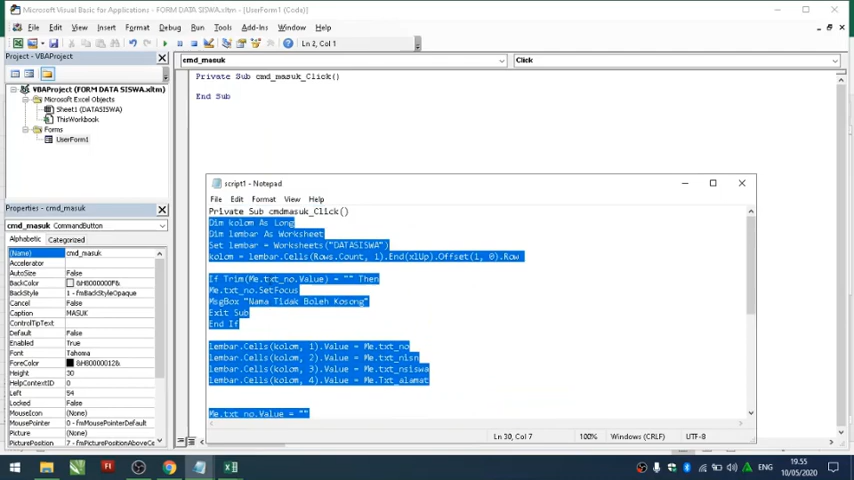 Microsoft Visual Basic for Applications - FORM DATA SISWA.xltm - [UserForm1]
File Edit View Insert Format Debug Run Tools Add-Ins Window Help
Ln 2, Col 1
Project - VBAProject
cmd_masuk Click
VBAProject (FORM DATA SISWA.xltm)
Microsoft Excel Objects
Sheet1 (DATASISWA)
ThisWorkbook
Forms
UserForm1
Private Sub cmd_masuk_Click()
End Sub
Properties - cmd_masuk
cmd_masuk CommandButton
Alphabetic Categorized
(Name) cmd_masuk
Accelerator
AutoSize False
BackColor &H8000000F&
BackStyle 1 - fmBackStyleOpaque
Cancel False
Caption MASUK
ControlTipText
Default False
Enabled True
Font Tahoma
ForeColor &H80000012&
Height 30
HelpContextID 0
Left 54
Locked False
MouseIcon (None)
MousePointer 0 - fmMousePointerDefault
Picture (None)
PicturePosition 7 - fmPicturePositionAboveCe
script1 - Notepad
File Edit Format View Help
Private Sub cmdmasuk_Click()
Dim kolom As Long
Dim lembar As Worksheet
Set lembar = Worksheets("DATASISWA")
kolom = lembar.Cells(Rows.Count, 1).End(xlUp).Offset(1, 0).Row
If Trim(Me.txt_no.Value) = "" Then
Me.txt_no.SetFocus
MsgBox "Nama Tidak Boleh Kosong"
Exit Sub
End If
lembar.Cells(kolom, 1).Value = Me.txt_no
lembar.Cells(kolom, 2).Value = Me.txt_nisn
lembar.Cells(kolom, 3).Value = Me.txt_nsiswa
lembar.Cells(kolom, 4).Value = Me.Txt_alamat
Me.txt_no.Value = ""
Ln 30, Col 7 100% Windows (CRLF) UTF-8
ENG
19.55
10/05/2020